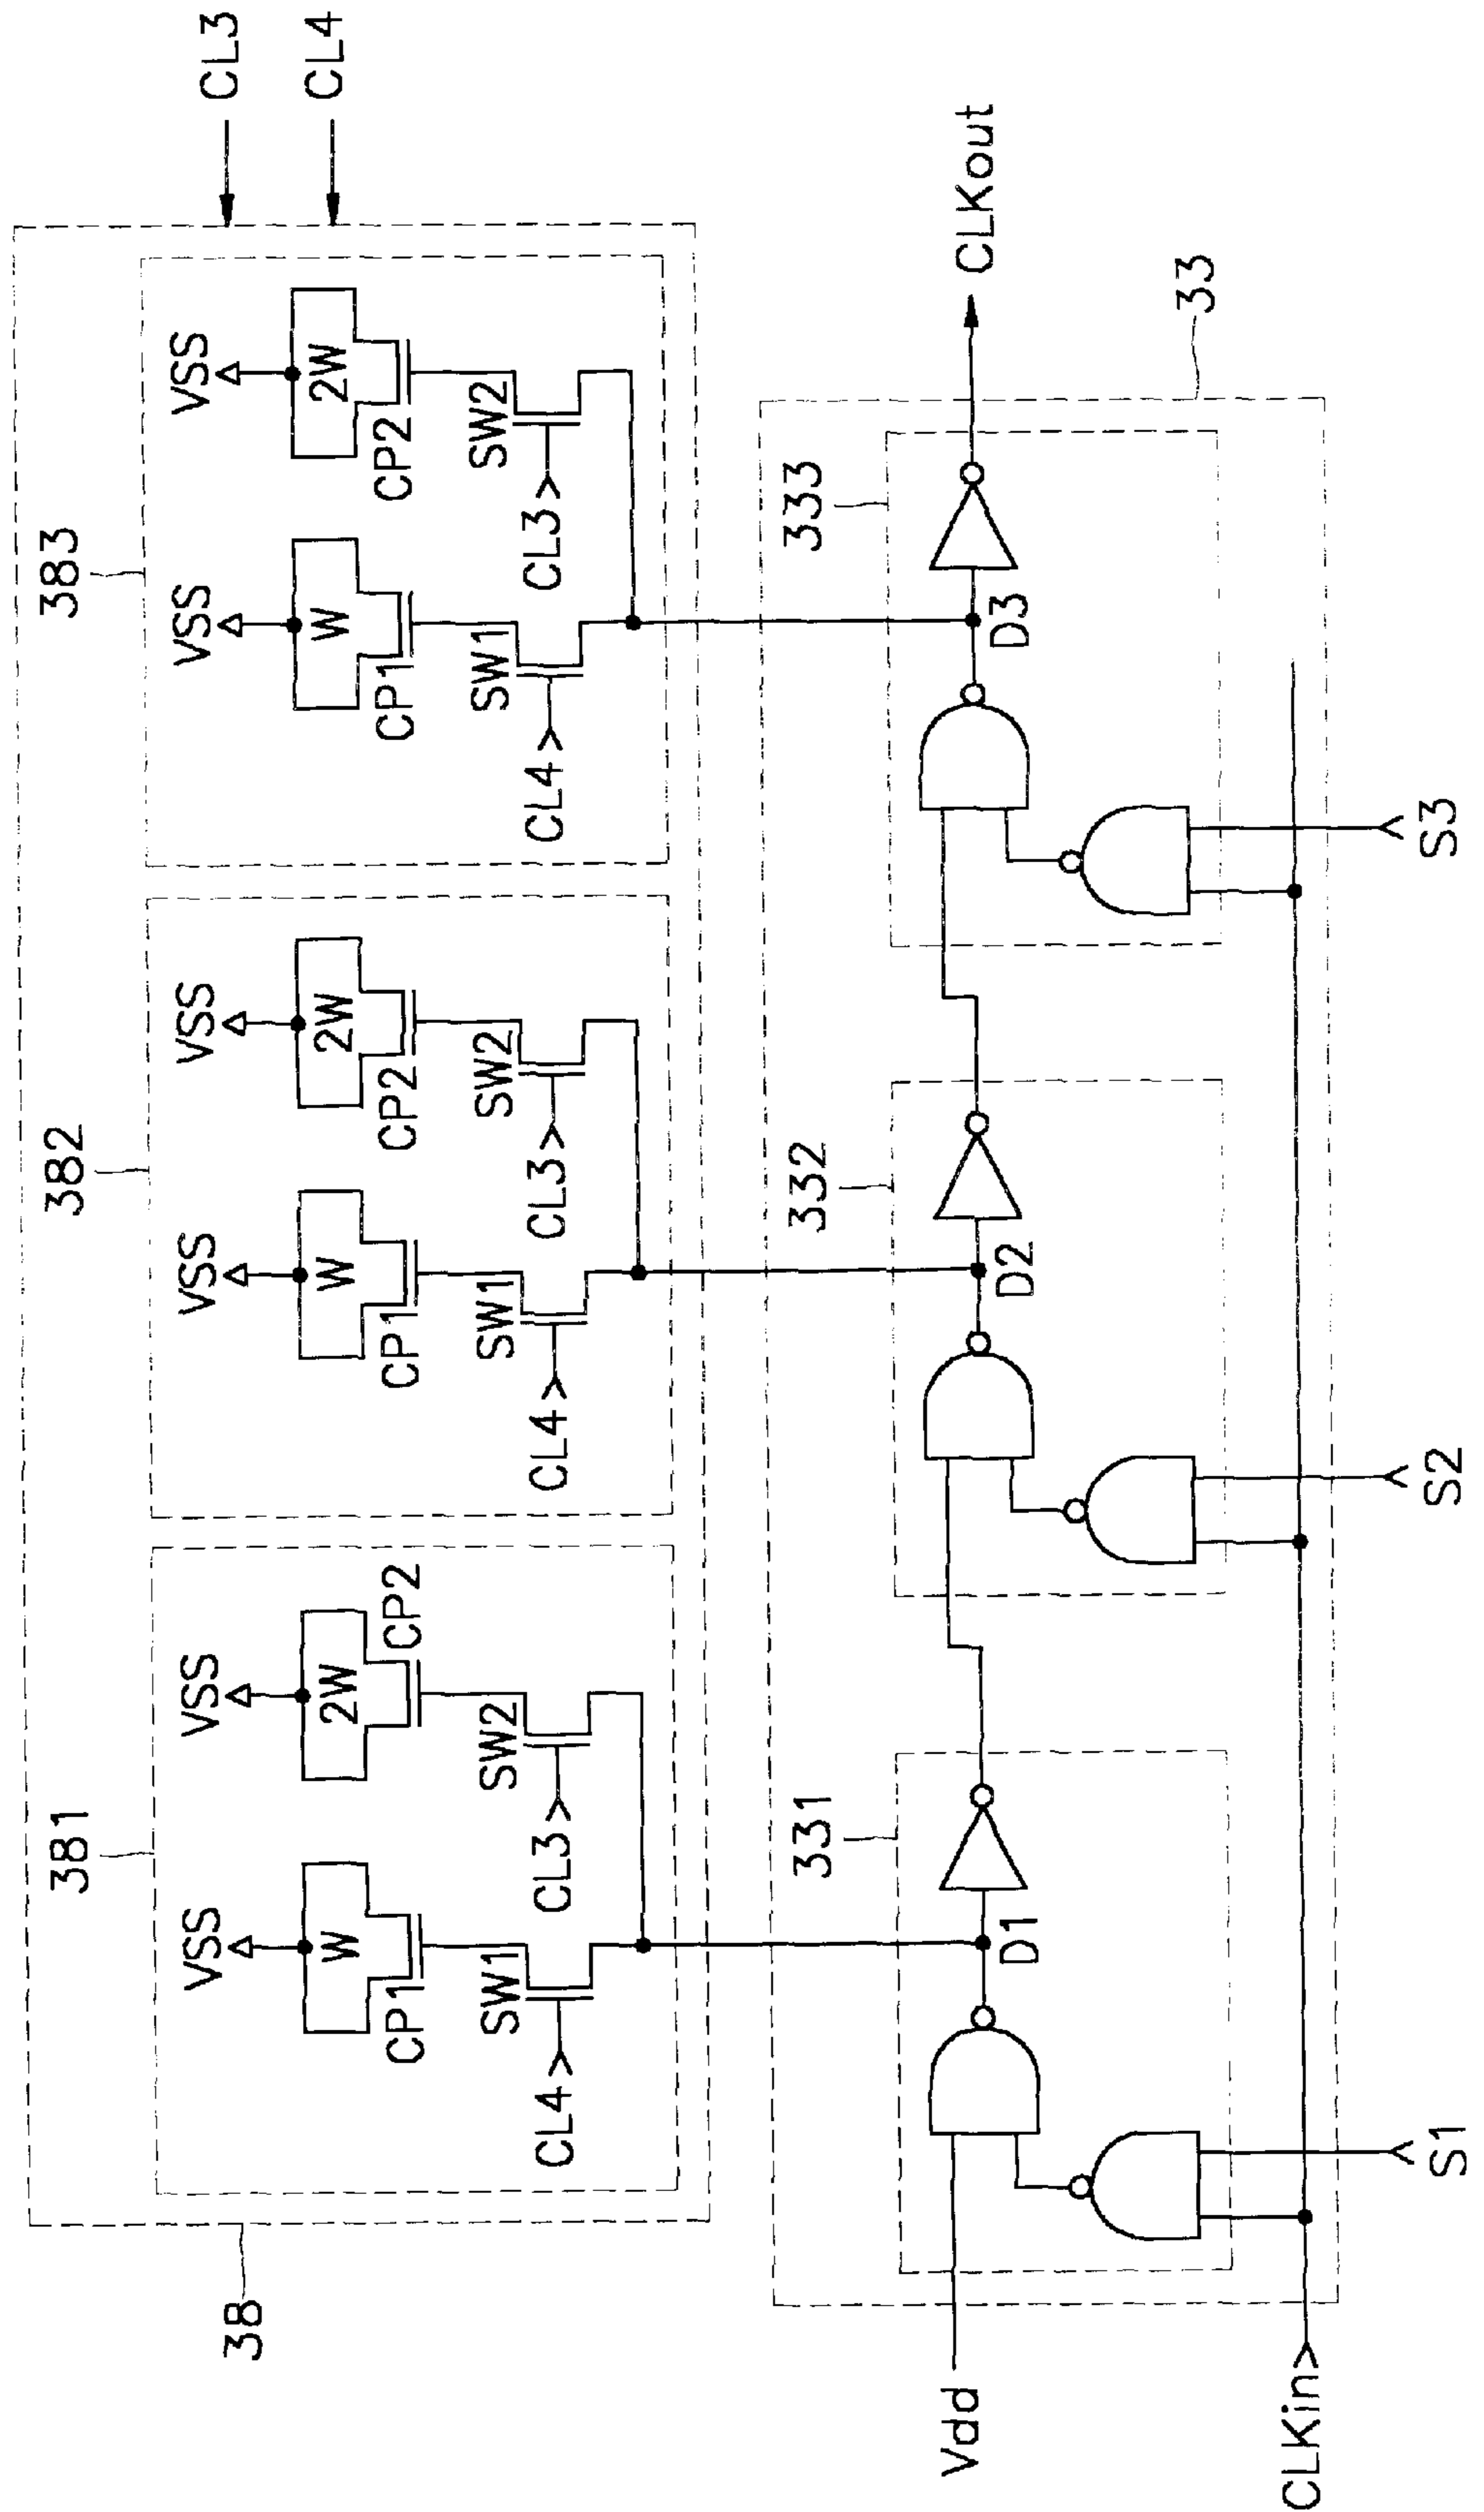 CL3
CL4
38
381
382
383
VSS
VSS
VSS
VSS
VSS
VSS
W
2W
W
2W
W
2W
CP1
CP2
CP1
CP2
CP1
CP2
SW1
SW2
SW1
SW2
SW1
SW2
CL4
CL3
CL4
CL3
CL4
CL3
331
332
333
33
Vdd
D1
D2
D3
CLKout
CLKin
S1
S2
S3